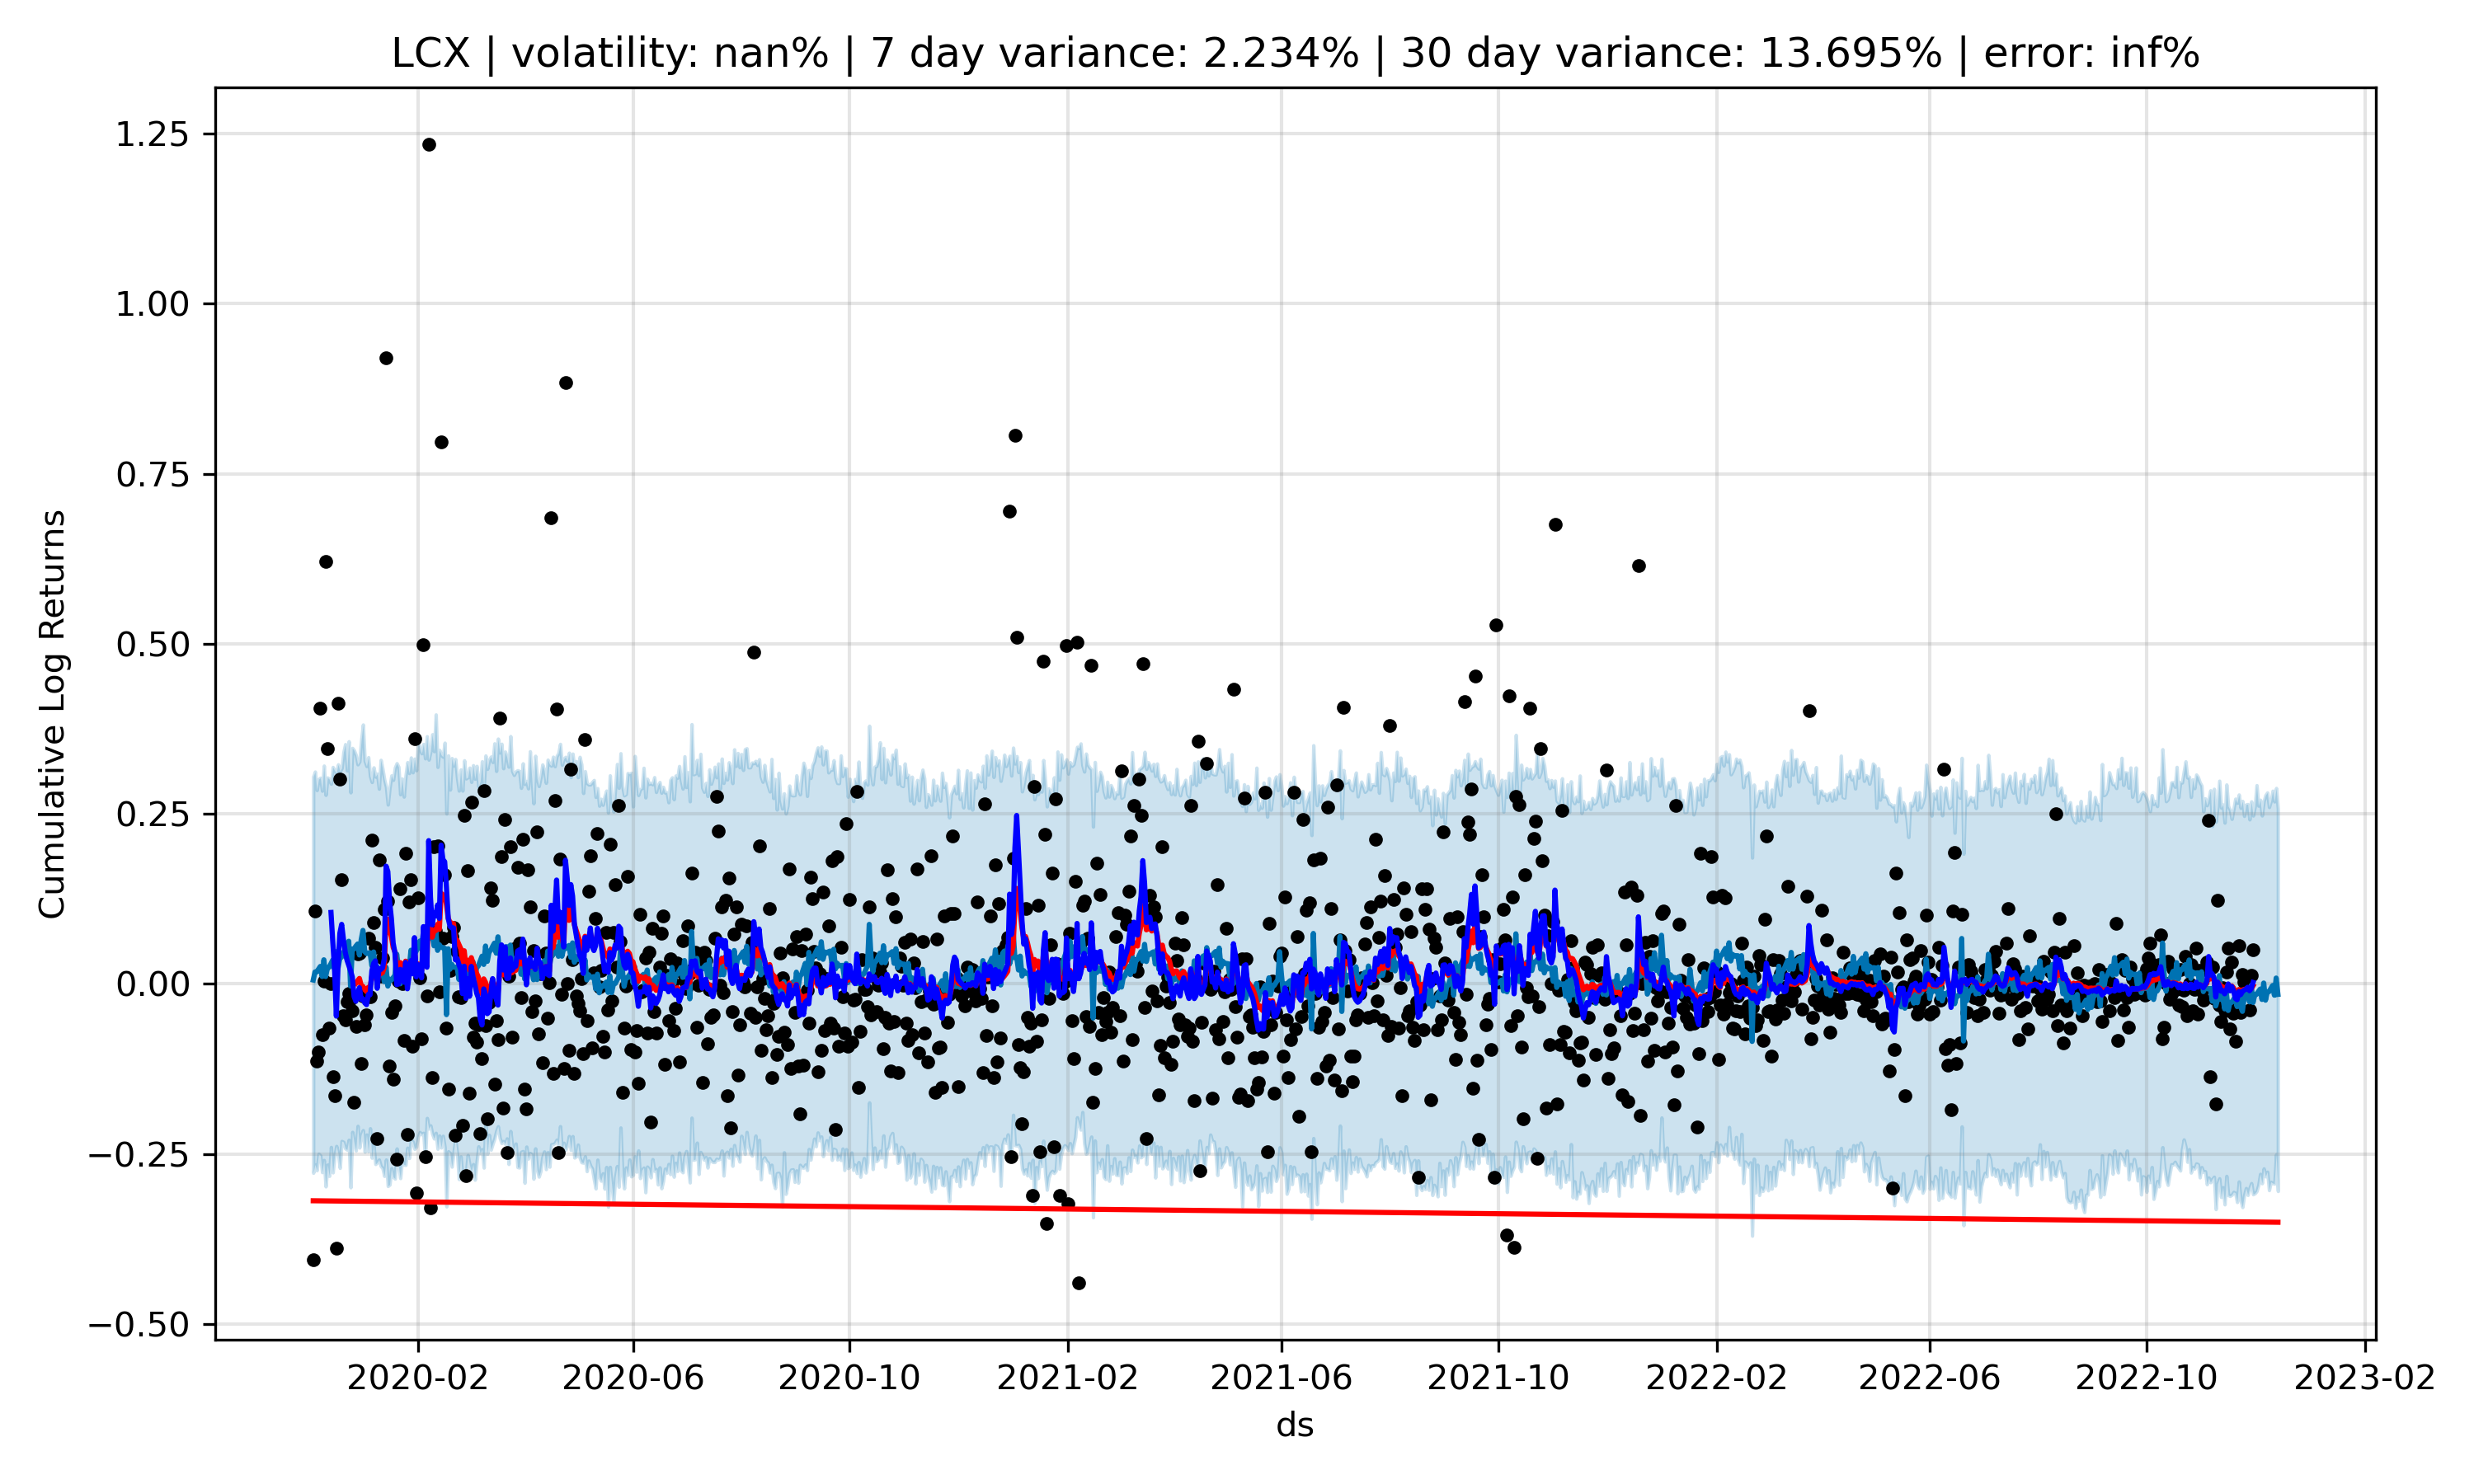 LCX | volatility: nan% | 7 day variance: 2.234% | 30 day variance: 13.695% | error: inf%
Cumulative Log Returns
1.25
1.00
0.75
0.50
0.25
0.00
−0.25
−0.50
2020-02 2020-06 2020-10 2021-02 2021-06 2021-10 2022-02 2022-06 2022-10 2023-02
ds